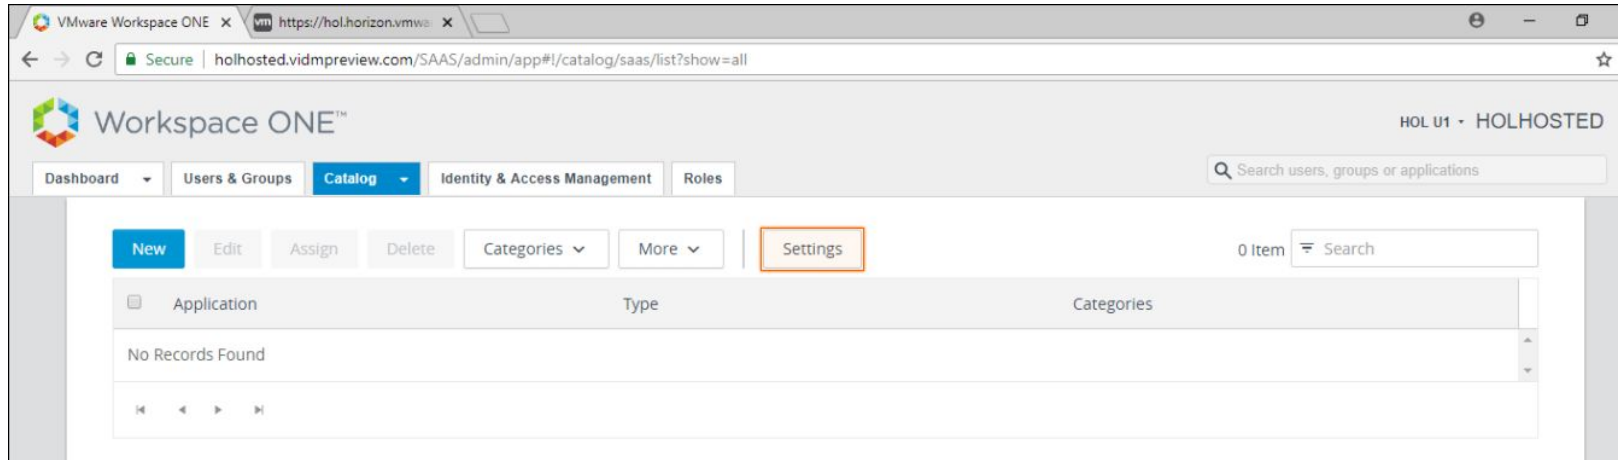 VMware Workspace ONE
vm https://hol.horizon.vmwa
Secure holhosted.vidmpreview.com/SAAS/admin/app#!/catalog/saas/list?show=all
Workspace ONE™
HOL U1 HOLHOSTED
Dashboard Users & Groups Catalog Identity & Access Management Roles
Search users, groups or applications
New Edit Assign Delete Categories More Settings 0 Item Search
Application Type Categories
No Records Found